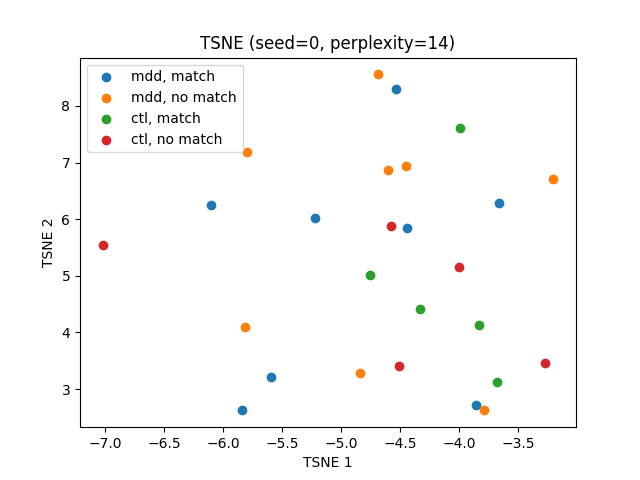 TSNE (seed=0, perplexity=14)
mdd, match
mdd, no match
ctl, match
ctl, no match
8
7
6
5
4
3
TSNE 2
−7.0 −6.5 −6.0 −5.5 −5.0 −4.5 −4.0 −3.5
TSNE 1